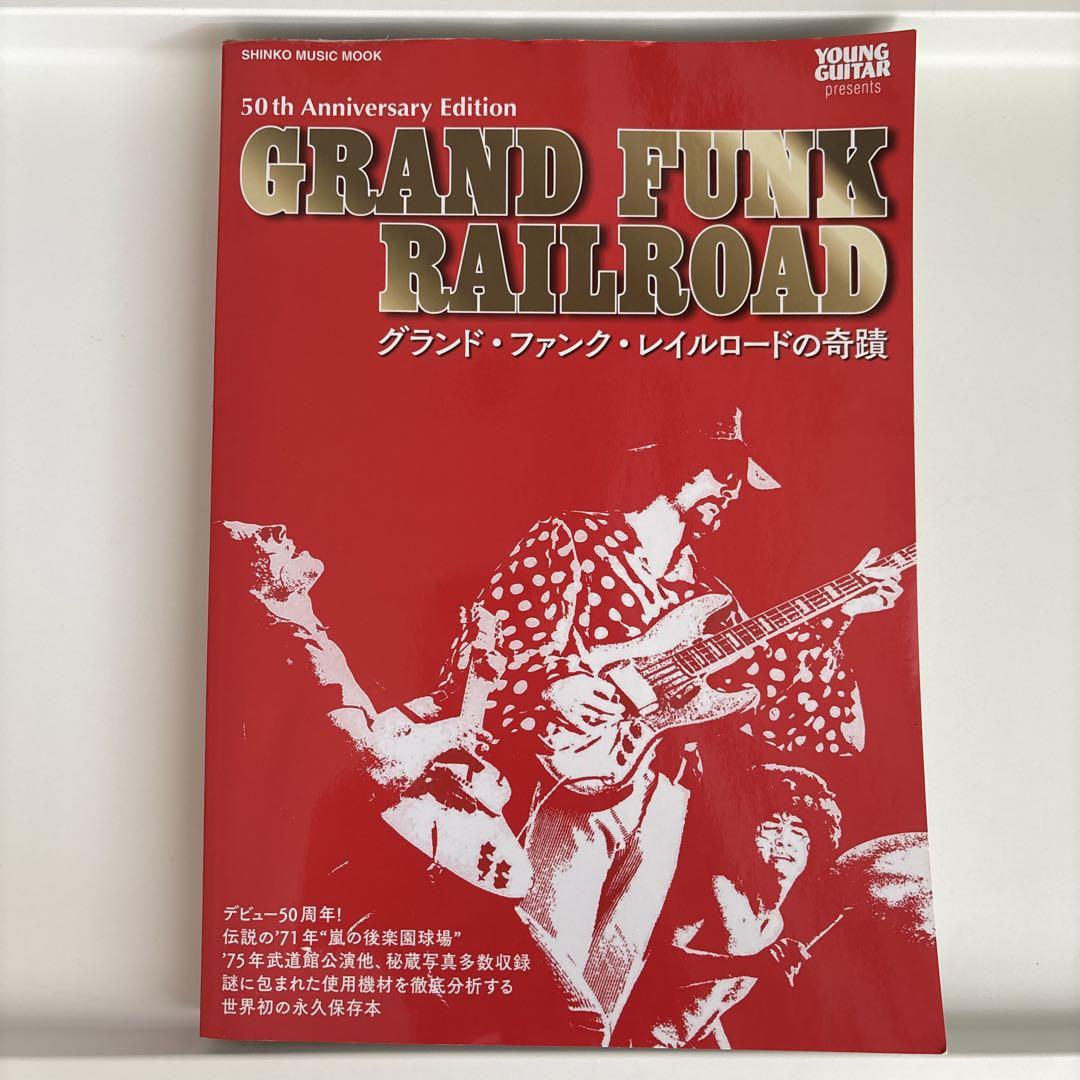 SHINKO MUSIC MOOK
YOUNG
GUITAR
presents
50th Anniversary Edition
GRAND FUNK
RAILROAD
グランド・ファンク・レイルロードの奇蹟
デビュー50周年!
伝説の'71年“嵐の後楽園球場”
'75年武道館公演他、秘蔵写真多数収録
謎に包まれた使用機材を徹底分析する
世界初の永久保存本